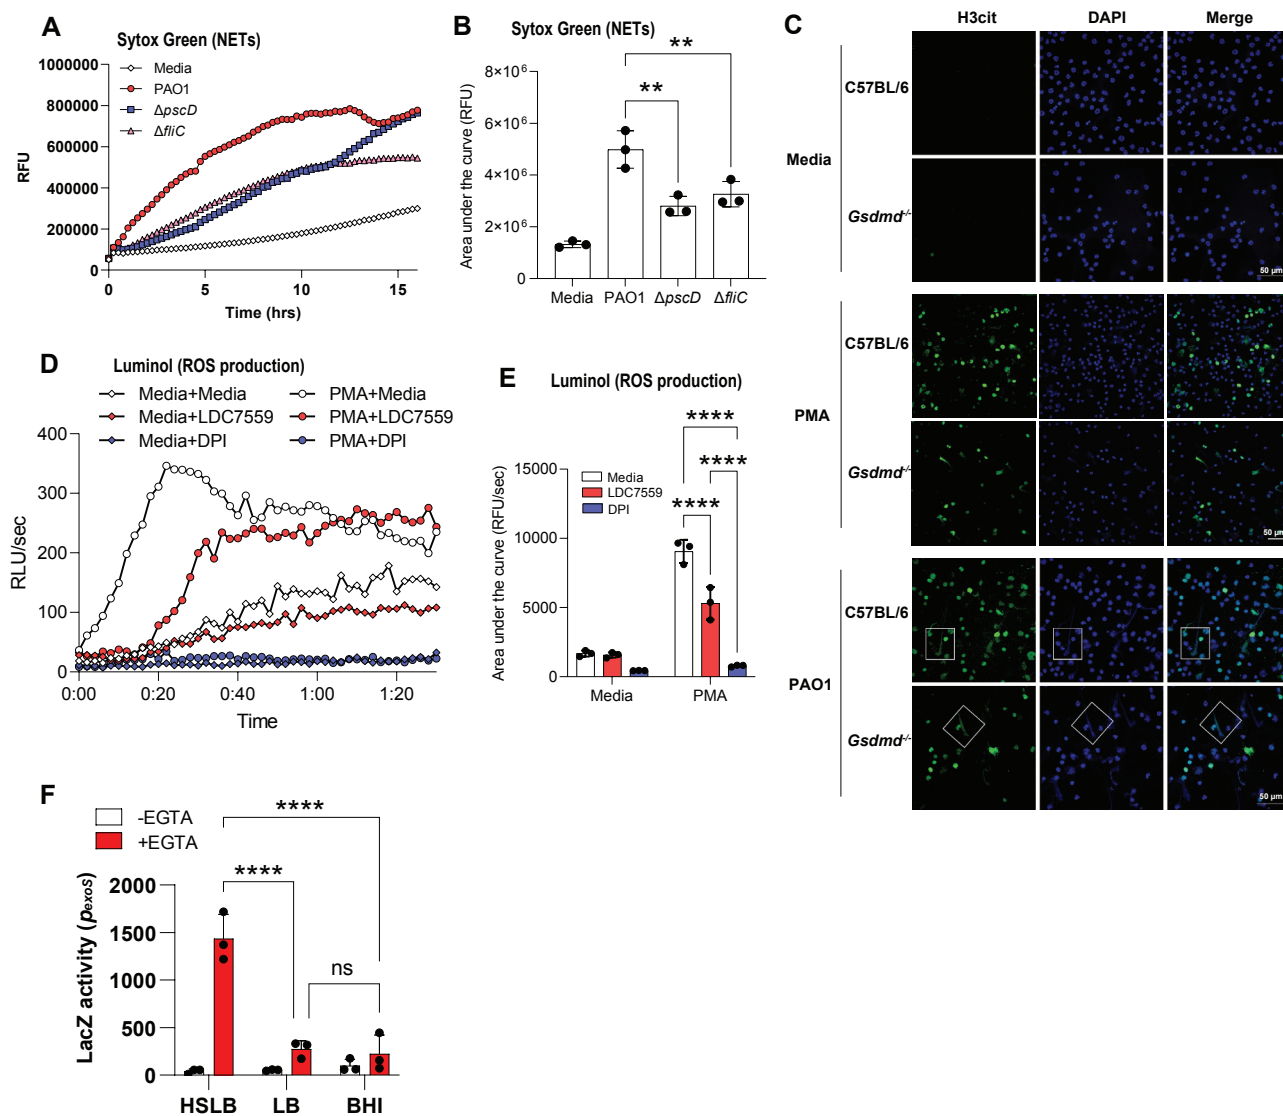 A
Sytox Green (NETs)
Media
PAO1
ΔpscD
ΔfliC
1000000
800000
600000
400000
200000
0
RFU
0 5 10 15
Time (hrs)
B
Sytox Green (NETs)
**
**
8×10⁶
6×10⁶
4×10⁶
2×10⁶
0
Area under the curve (RFU)
Media PAO1 ΔpscD ΔfliC
C
H3cit DAPI Merge
Media
C57BL/6
Gsdmd-/-
50 µm
PMA
C57BL/6
Gsdmd-/-
50 µm
PAO1
C57BL/6
Gsdmd-/-
50 µm
D
Luminol (ROS production)
Media+Media PMA+Media
Media+LDC7559 PMA+LDC7559
Media+DPI PMA+DPI
400
300
200
100
0
RLU/sec
0:00 0:20 0:40 1:00 1:20
Time
E
Luminol (ROS production)
****
****
****
Media
LDC7559
DPI
15000
10000
5000
0
Area under the curve (RFU/sec)
Media PMA
F
-EGTA
+EGTA
****
****
ns
2000
1500
1000
500
0
LacZ activity (pexoS)
HSLB LB BHI